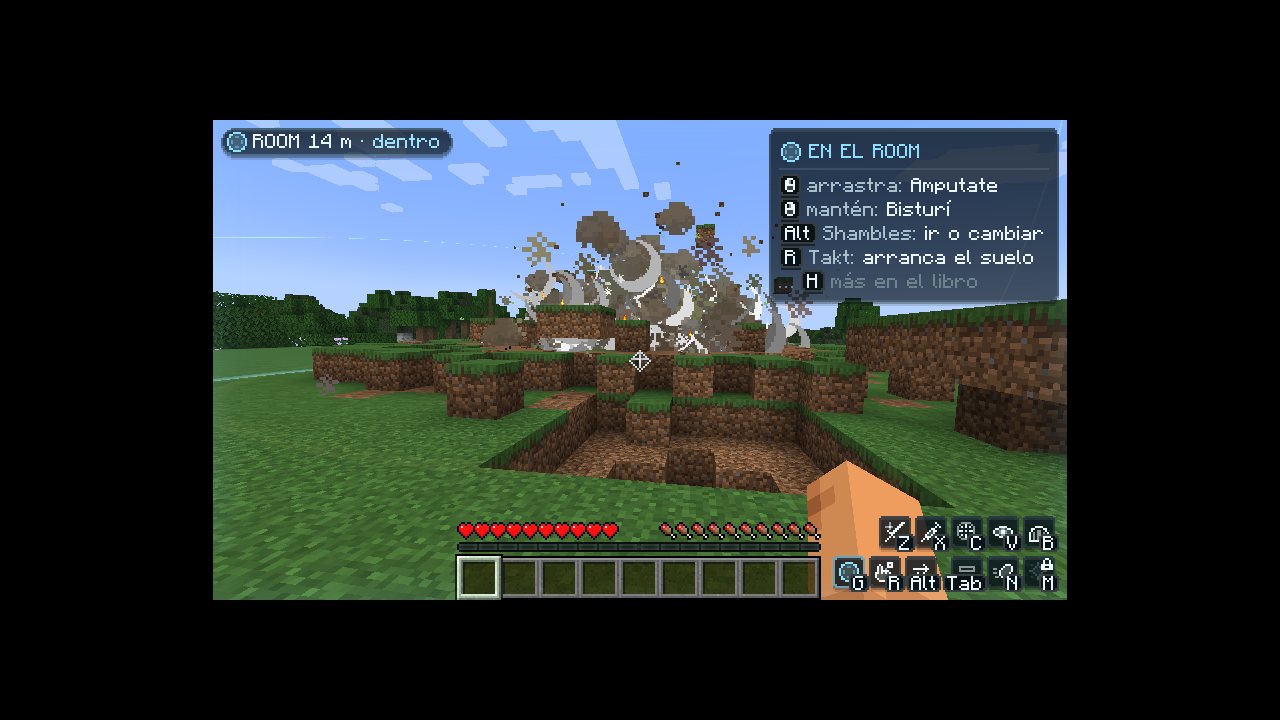 ROOM 14 m · dentro
EN EL ROOM
arrastra: Amputate
mantén: Bisturí
Alt Shambles: ir o cambiar
R Takt: arranca el suelo
... H más en el libro
Z X C V B
G R Alt Tab N M